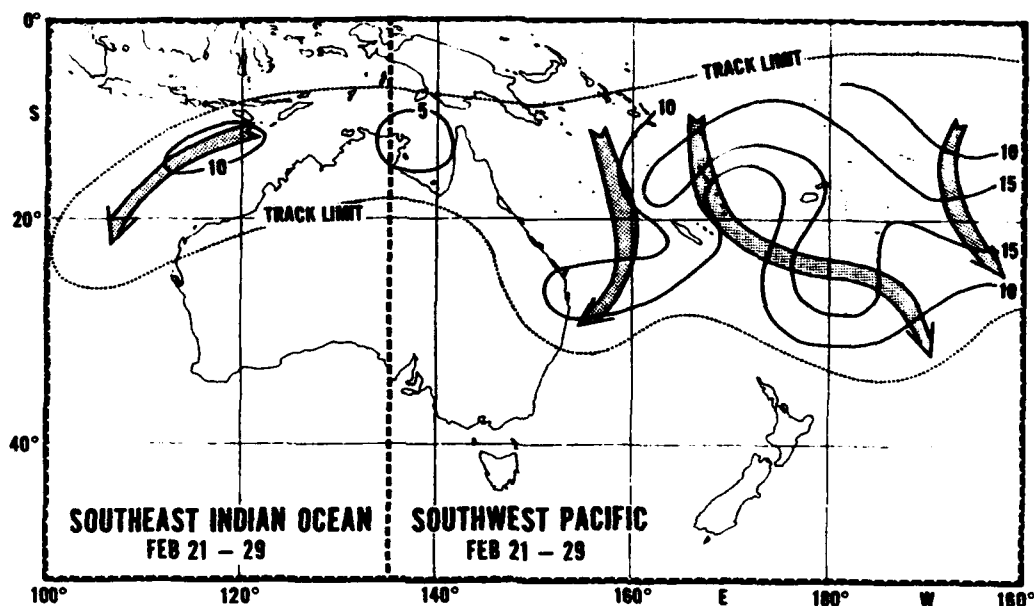 0°
TRACK LIMIT
S
5
10
10
10
15
20°
TRACK LIMIT
15
10
40°
SOUTHEAST INDIAN OCEAN
FEB 21 – 29
SOUTHWEST PACIFIC
FEB 21 – 29
100° 120° 140° 160° E 180° W 160°